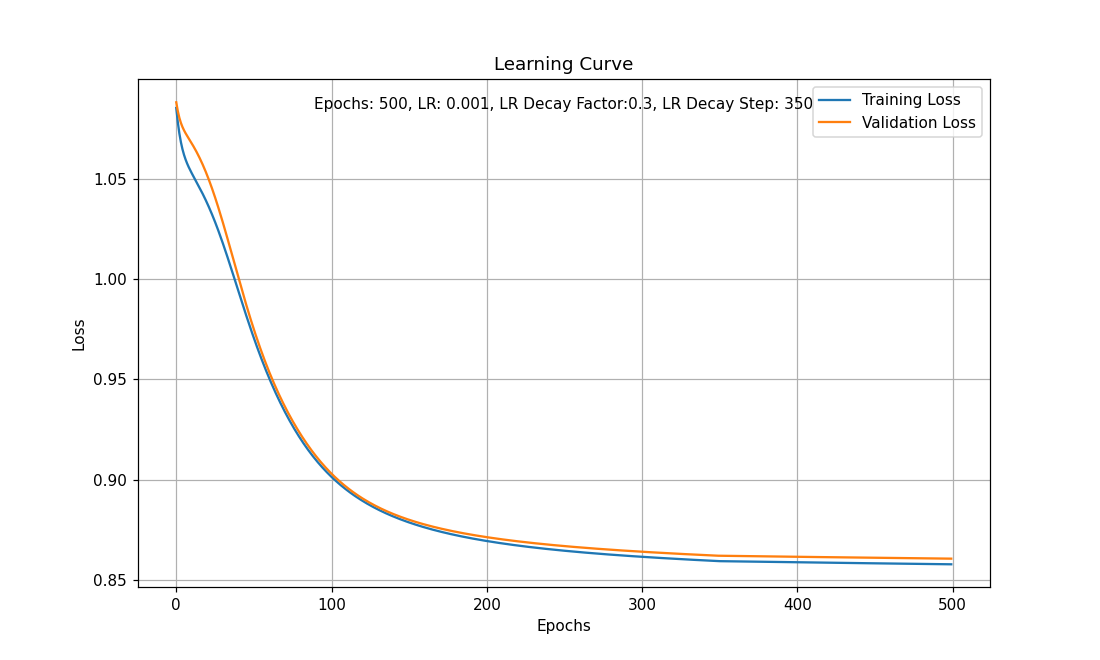 Learning Curve
Epochs: 500, LR: 0.001, LR Decay Factor:0.3, LR Decay Step: 350
Training Loss
Validation Loss
1.05
1.00
0.95
0.90
0.85
Loss
0 100 200 300 400 500
Epochs